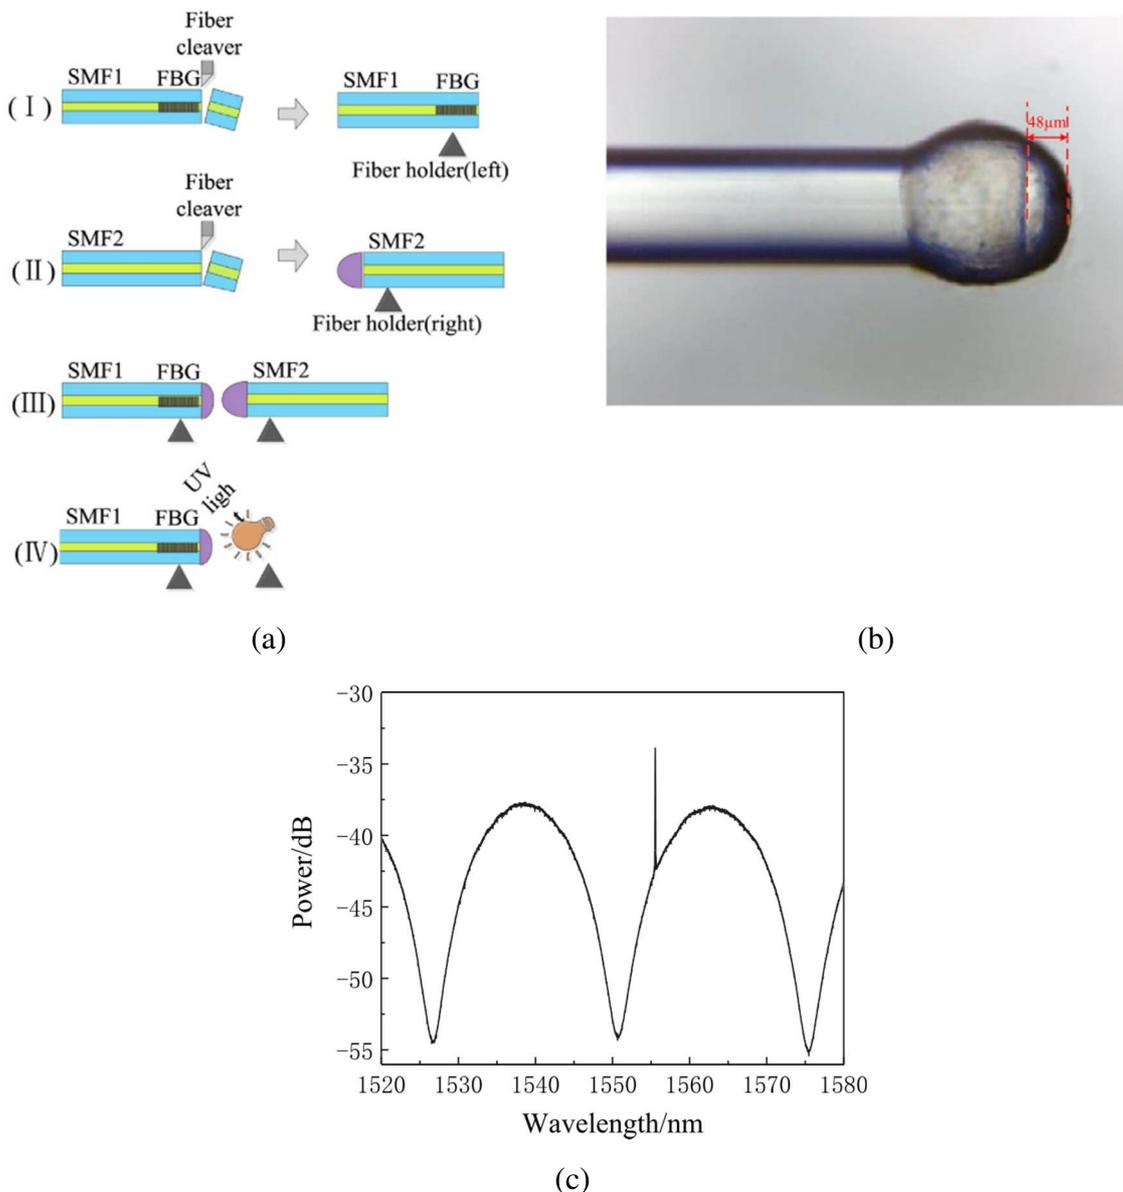 Fiber
cleaver
SMF1 FBG
SMF1 FBG
(I)
Fiber holder(left)
Fiber
cleaver
SMF2
SMF2
(II)
Fiber holder(right)
SMF1 FBG SMF2
(III)
UV
ligh
SMF1 FBG
(IV)
48μm
(a)
(b)
-30
-35
-40
-45
-50
-55
Power/dB
1520 1530 1540 1550 1560 1570 1580
Wavelength/nm
(c)